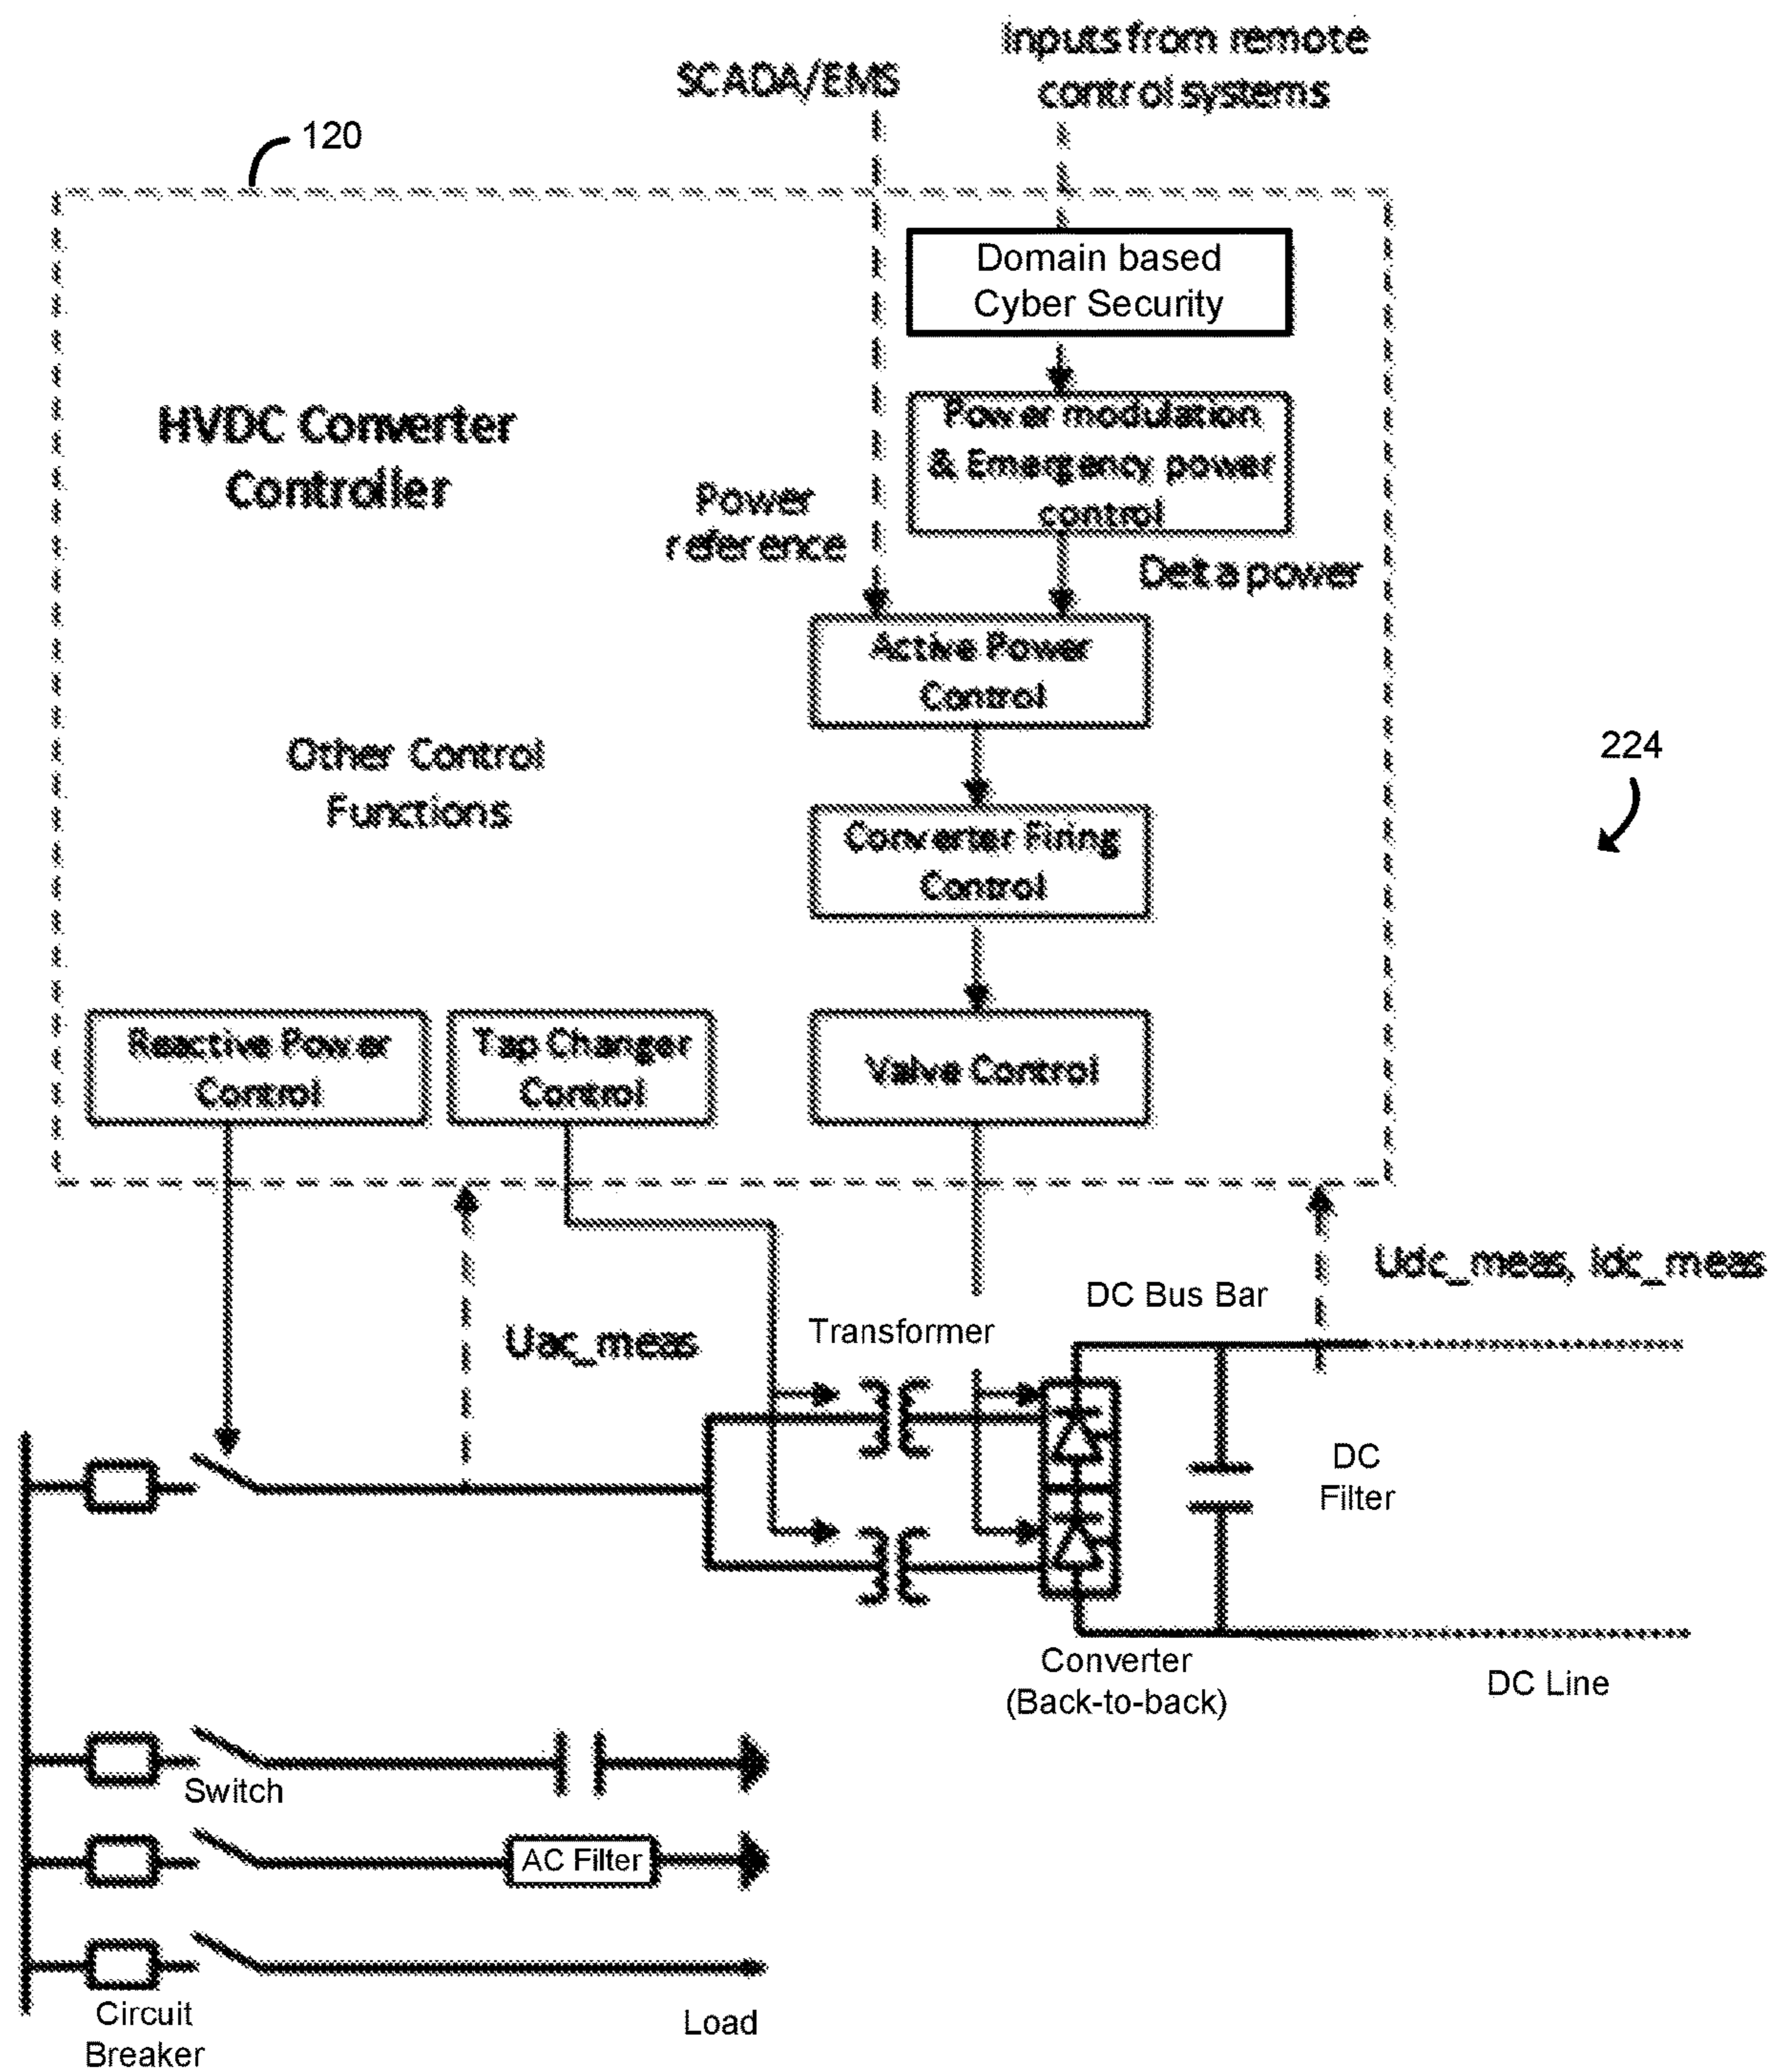 Inputs from remote
control systems
SCADA/EMS
120
Domain based
Cyber Security
HVDC Converter
Controller
Power modulation
& Emergency power
control
Power
reference
Delta power
Active Power
Control
224
Other Control
Functions
Converter Firing
Control
Reactive Power
Control
Tap Changer
Control
Valve Control
Udc_meas, Idc_meas
DC Bus Bar
Transformer
Uac_meas
DC
Filter
Converter
(Back-to-back)
DC Line
Switch
AC Filter
Circuit
Breaker
Load